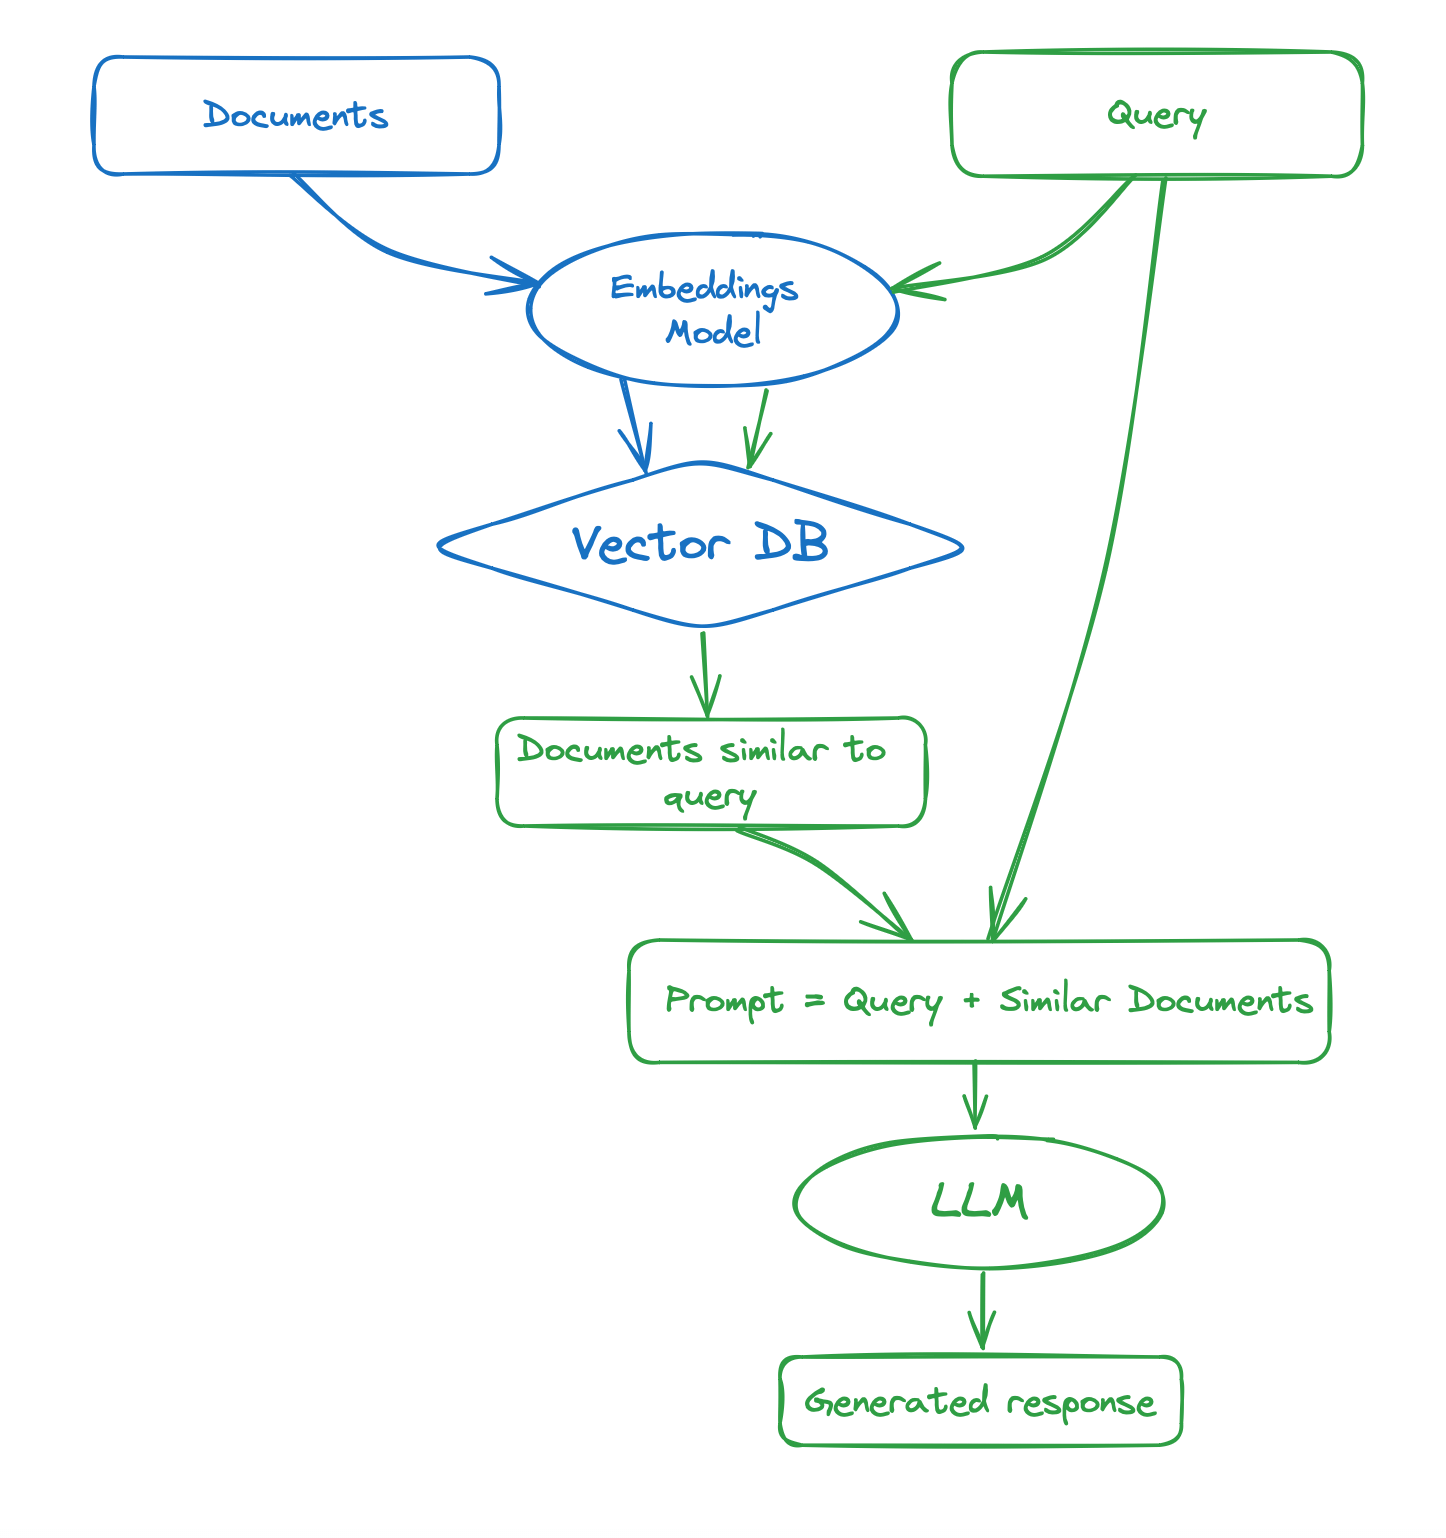 Documents
Query
Embeddings
Model
Vector DB
Documents similar to
query
Prompt = Query + Similar Documents
LLM
Generated response